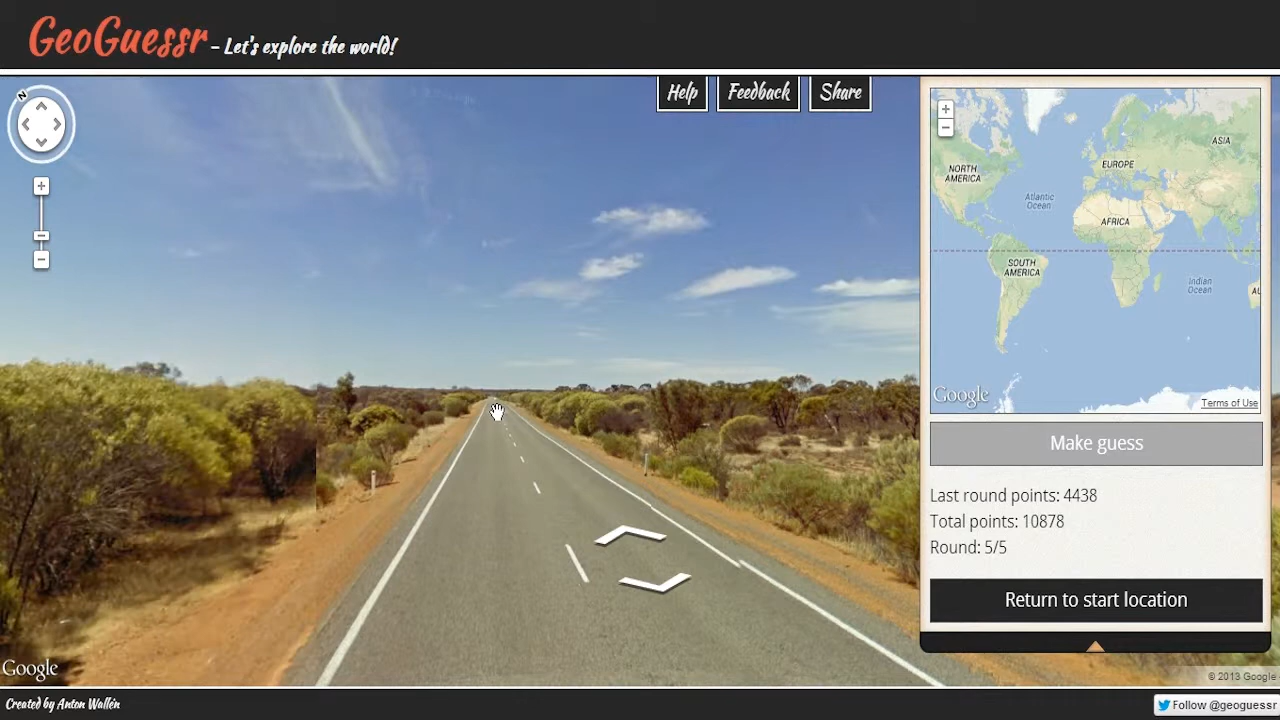 GeoGuessr - Let's explore the world!
Help
Feedback
Share
N
NORTH
AMERICA
Atlantic
Ocean
EUROPE
ASIA
AFRICA
SOUTH
AMERICA
Indian
Ocean
AU
Google
Terms of Use
Make guess
Last round points: 4438
Total points: 10878
Round: 5/5
Return to start location
Google
© 2013 Google
Created by Anton Wallén
Follow @geoguessr